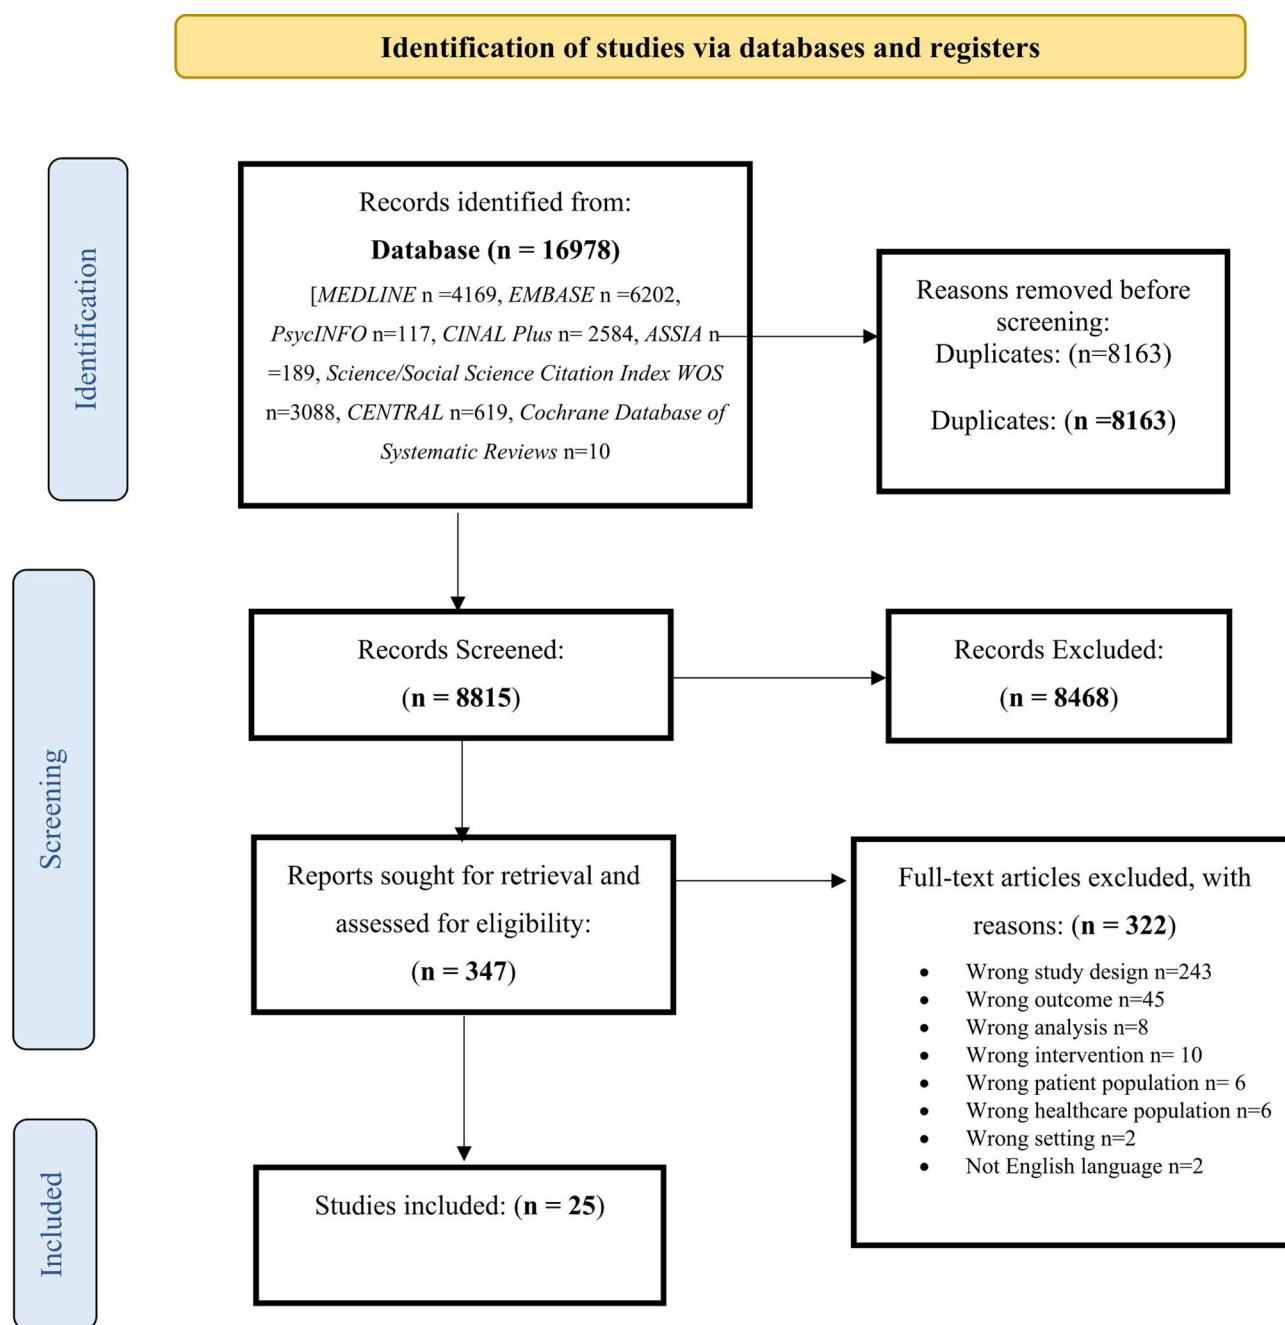 Identification of studies via databases and registers
Identification
Records identified from:
Database (n = 16978)
[MEDLINE n =4169, EMBASE n =6202,
PsycINFO n=117, CINAL Plus n= 2584, ASSIA n
=189, Science/Social Science Citation Index WOS
n=3088, CENTRAL n=619, Cochrane Database of
Systematic Reviews n=10
Reasons removed before
screening:
Duplicates: (n=8163)
Duplicates: (n =8163)
Screening
Records Screened:
(n = 8815)
Records Excluded:
(n = 8468)
Reports sought for retrieval and
assessed for eligibility:
(n = 347)
Full-text articles excluded, with
reasons: (n = 322)
• Wrong study design n=243
• Wrong outcome n=45
• Wrong analysis n=8
• Wrong intervention n= 10
• Wrong patient population n= 6
• Wrong healthcare population n=6
• Wrong setting n=2
• Not English language n=2
Included
Studies included: (n = 25)